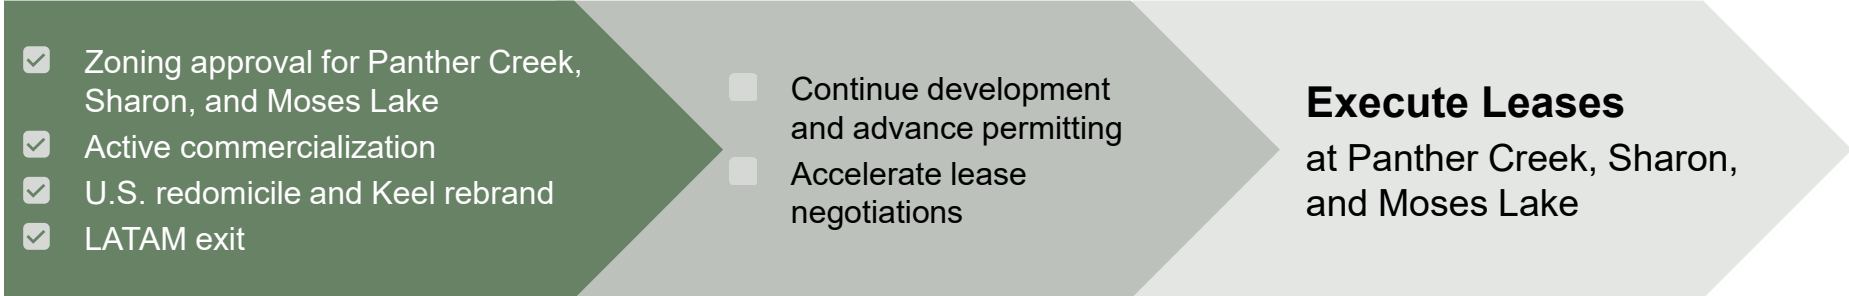 Zoning approval for Panther Creek,
Sharon, and Moses Lake
Active commercialization
U.S. redomicile and Keel rebrand
LATAM exit
Continue development
and advance permitting
Accelerate lease
negotiations
Execute Leases
at Panther Creek, Sharon,
and Moses Lake